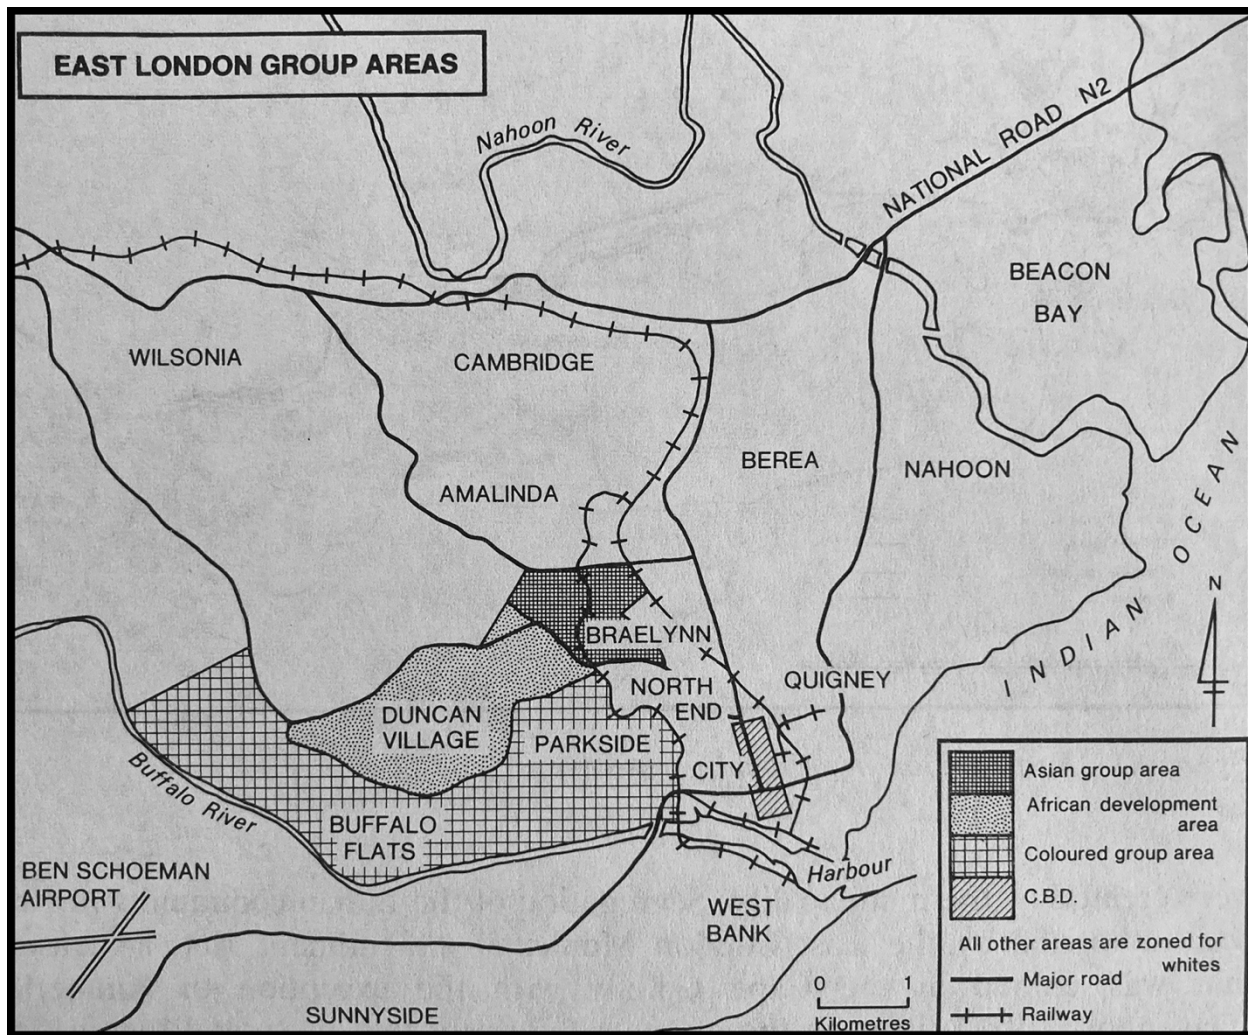 EAST LONDON GROUP AREAS
Nahoon River
NATIONAL ROAD N2
BEACON
BAY
WILSONIA
CAMBRIDGE
BEREA
NAHOON
AMALINDA
INDIAN OCEAN
N
BRAELYNN
NORTH
END
QUIGNEY
DUNCAN
VILLAGE
PARKSIDE
CITY
Buffalo River
BUFFALO
FLATS
BEN SCHOEMAN
AIRPORT
Harbour
WEST
BANK
SUNNYSIDE
0 1
Kilometres
Asian group area
African development
area
Coloured group area
C.B.D.
All other areas are zoned for
whites
Major road
Railway